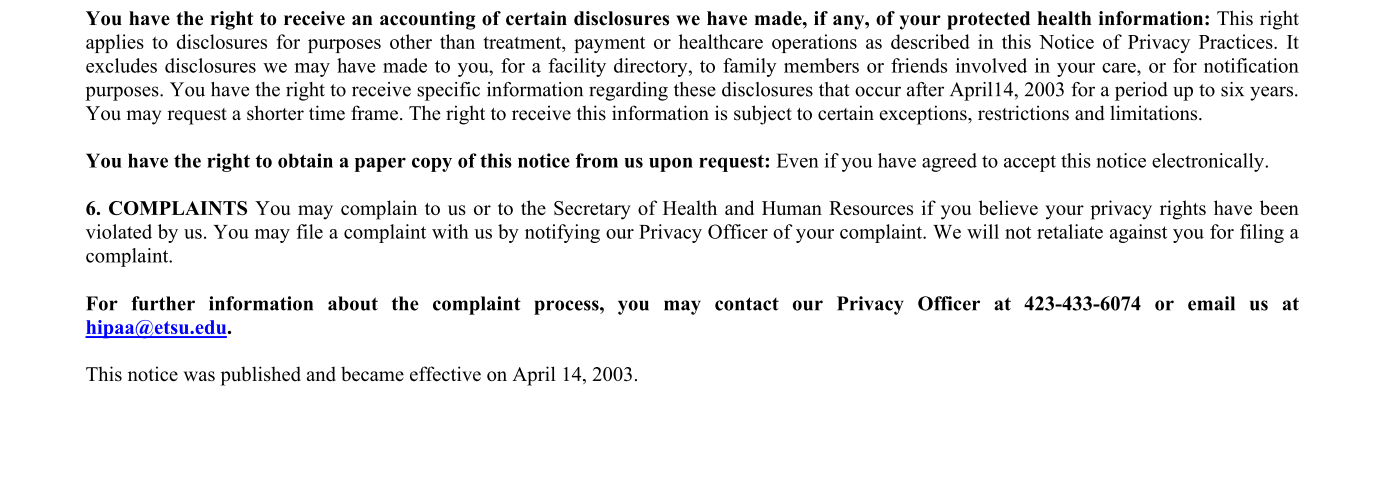 You have the right to receive an accounting of certain disclosures we have made, if any, of your protected health information: This right
applies to disclosures for purposes other than treatment, payment or healthcare operations as described in this Notice of Privacy Practices. It
excludes disclosures we may have made to you, for a facility directory, to family members or friends involved in your care, or for notification
purposes. You have the right to receive specific information regarding these disclosures that occur after April14, 2003 for a period up to six years.
You may request a shorter time frame. The right to receive this information is subject to certain exceptions, restrictions and limitations.
You have the right to obtain a paper copy of this notice from us upon request: Even if you have agreed to accept this notice electronically.
6. COMPLAINTS You may complain to us or to the Secretary of Health and Human Resources if you believe your privacy rights have been
violated by us. You may file a complaint with us by notifying our Privacy Officer of your complaint. We will not retaliate against you for filing a
complaint.
For further information about the complaint process, you may contact our Privacy Officer at 423-433-6074 or email us at
hipaa@etsu.edu.
This notice was published and became effective on April 14, 2003.